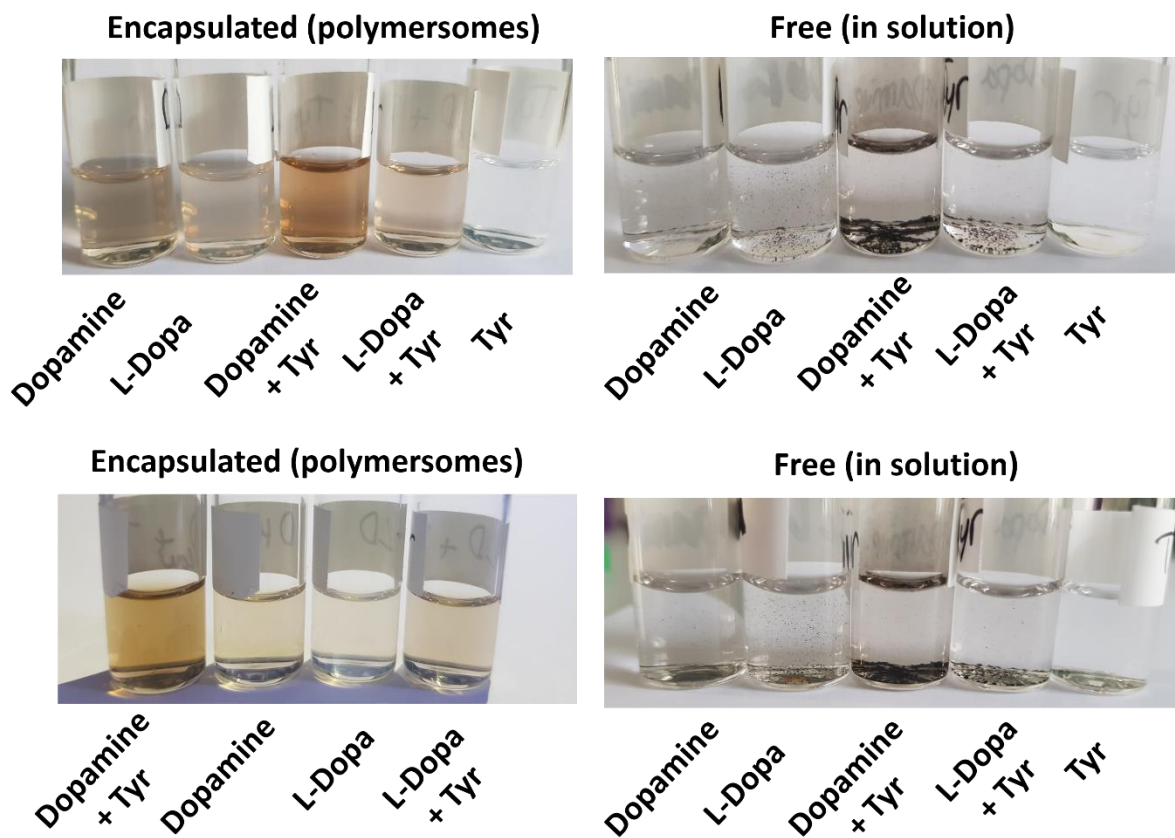 Encapsulated (polymersomes)
Free (in solution)
Dopamine
L-Dopa
Dopamine
+ Tyr
L-Dopa
+ Tyr
Tyr
Dopamine
L-Dopa
Dopamine
+ Tyr
L-Dopa
+ Tyr
Tyr
Encapsulated (polymersomes)
Free (in solution)
Dopamine
+ Tyr
Dopamine
L-Dopa
L-Dopa
+ Tyr
Dopamine
L-Dopa
Dopamine
+ Tyr
L-Dopa
+ Tyr
Tyr